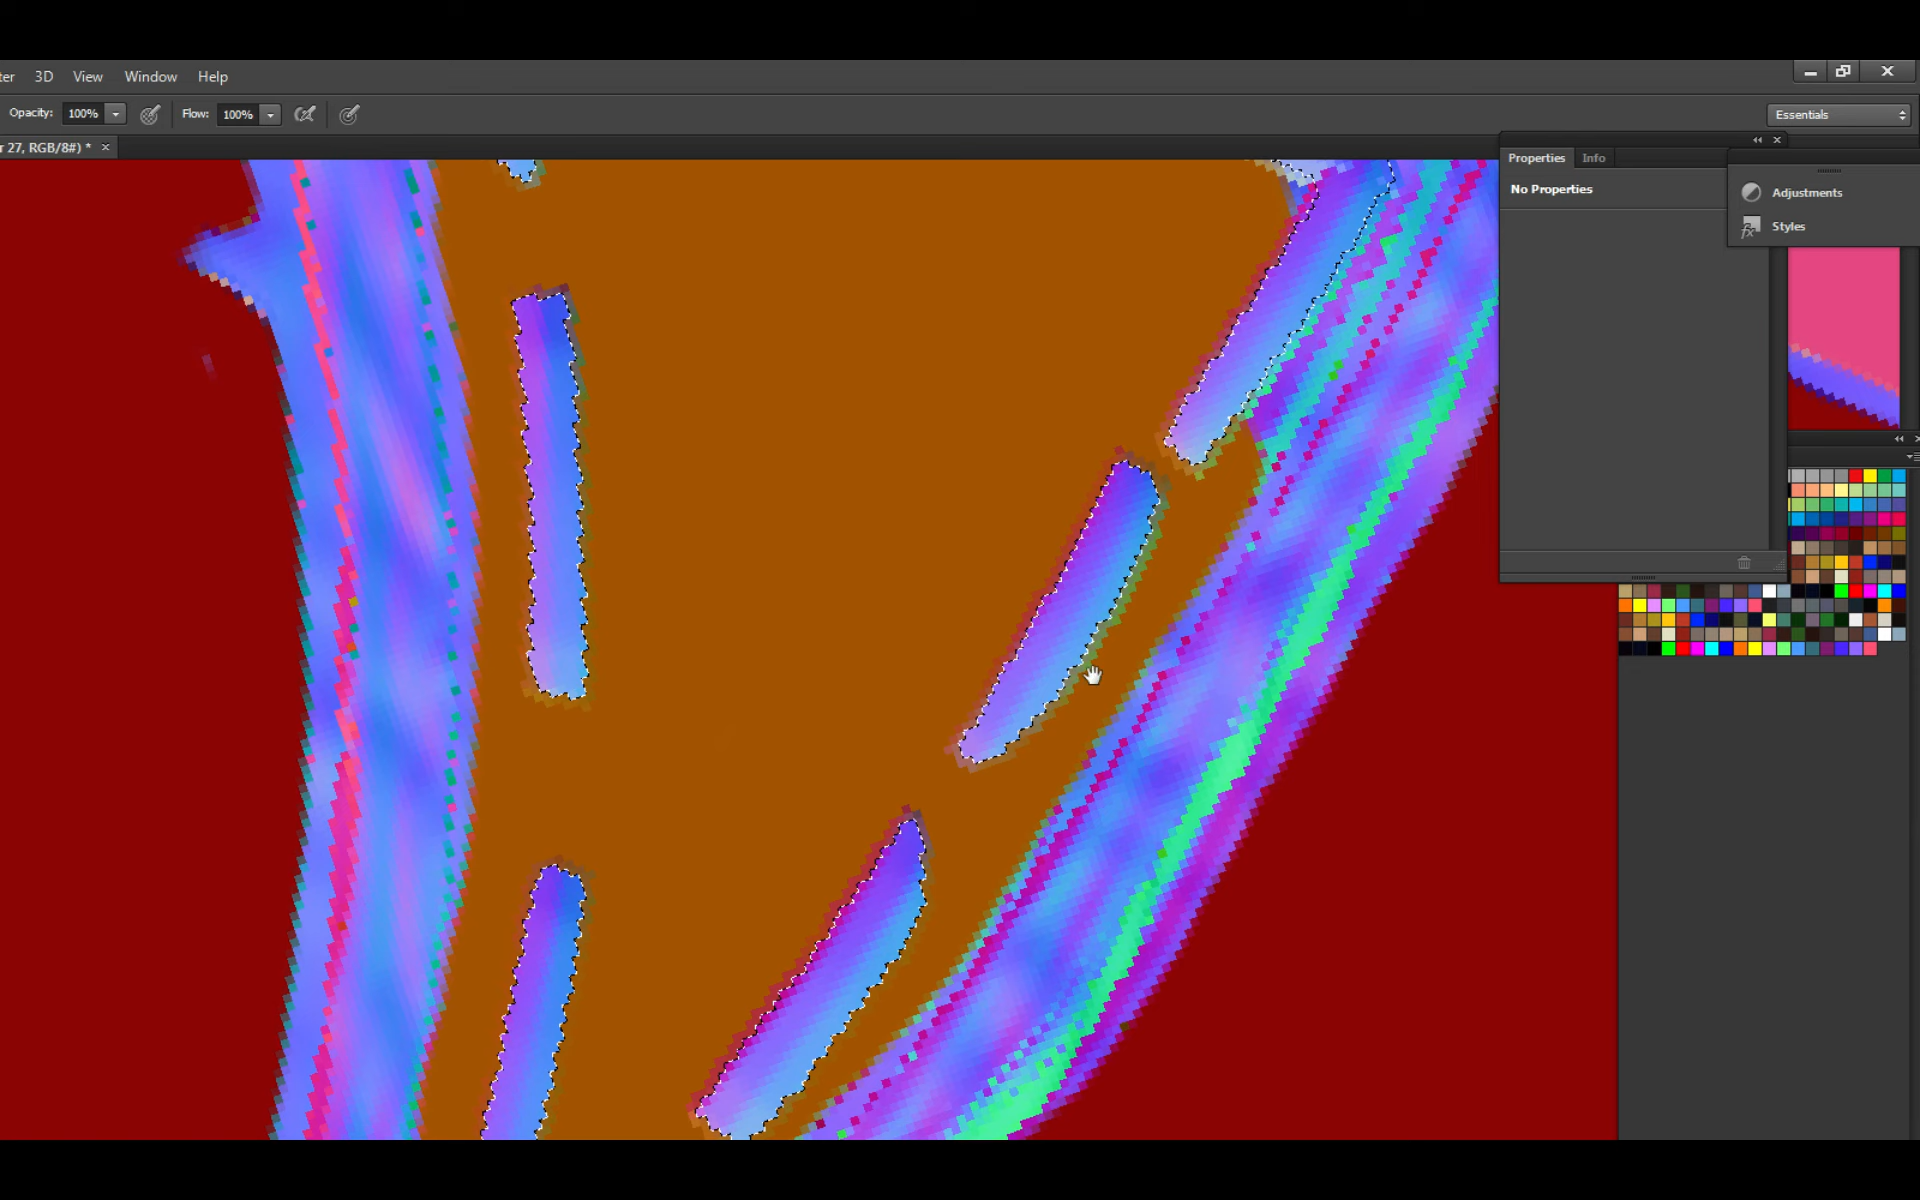 ter 3D View Window Help
Opacity: 100% Flow: 100% Essentials
r 27, RGB/8#) * ×
Properties Info
No Properties
Adjustments
Styles
fx